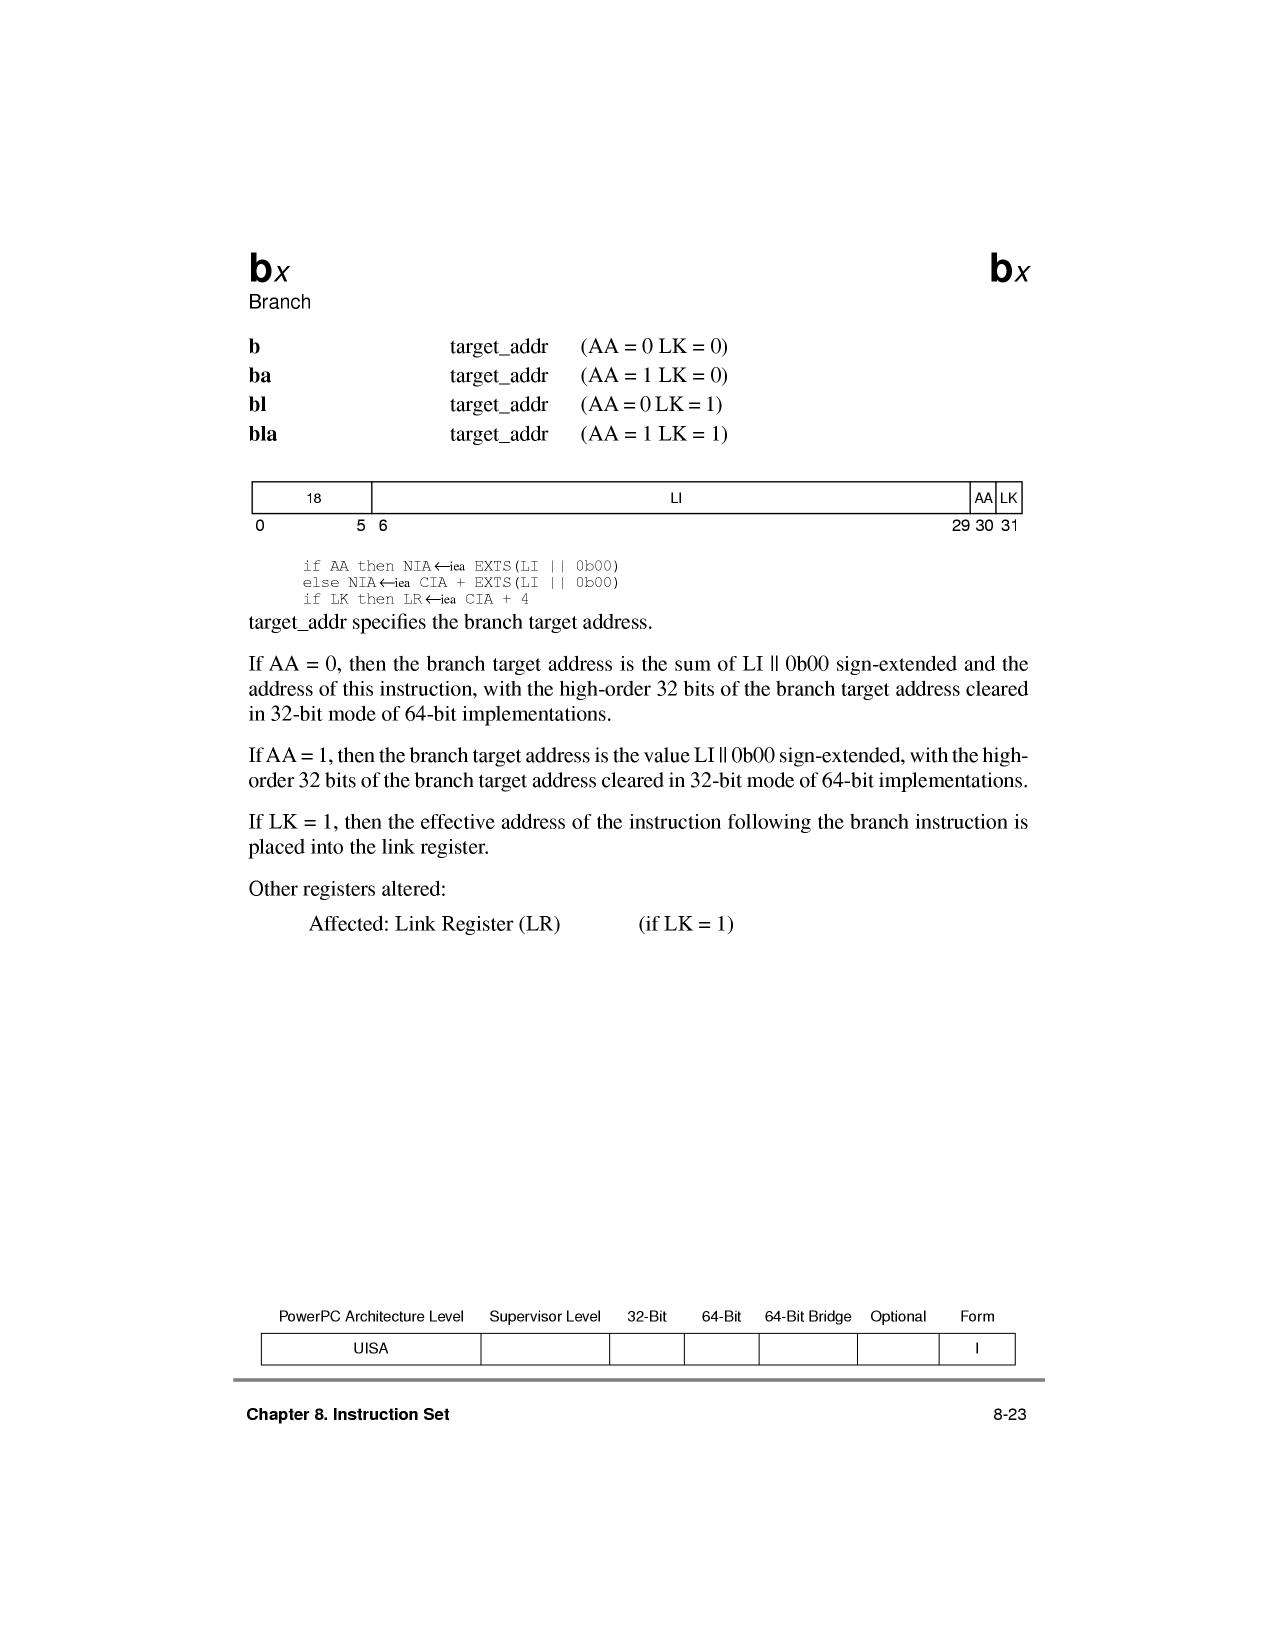 bx bx
Branch
b target_addr (AA = 0 LK = 0)
ba target_addr (AA = 1 LK = 0)
bl target_addr (AA = 0 LK = 1)
bla target_addr (AA = 1 LK = 1)
18 LI AA LK
0 5 6 29 30 31
if AA then NIA←iea EXTS(LI || 0b00)
else NIA←iea CIA + EXTS(LI || 0b00)
if LK then LR←iea CIA + 4
target_addr specifies the branch target address.
If AA = 0, then the branch target address is the sum of LI || 0b00 sign-extended and the
address of this instruction, with the high-order 32 bits of the branch target address cleared
in 32-bit mode of 64-bit implementations.
If AA = 1, then the branch target address is the value LI || 0b00 sign-extended, with the high-
order 32 bits of the branch target address cleared in 32-bit mode of 64-bit implementations.
If LK = 1, then the effective address of the instruction following the branch instruction is
placed into the link register.
Other registers altered:
Affected: Link Register (LR) (if LK = 1)
PowerPC Architecture Level Supervisor Level 32-Bit 64-Bit 64-Bit Bridge Optional Form
UISA I
Chapter 8. Instruction Set 8-23